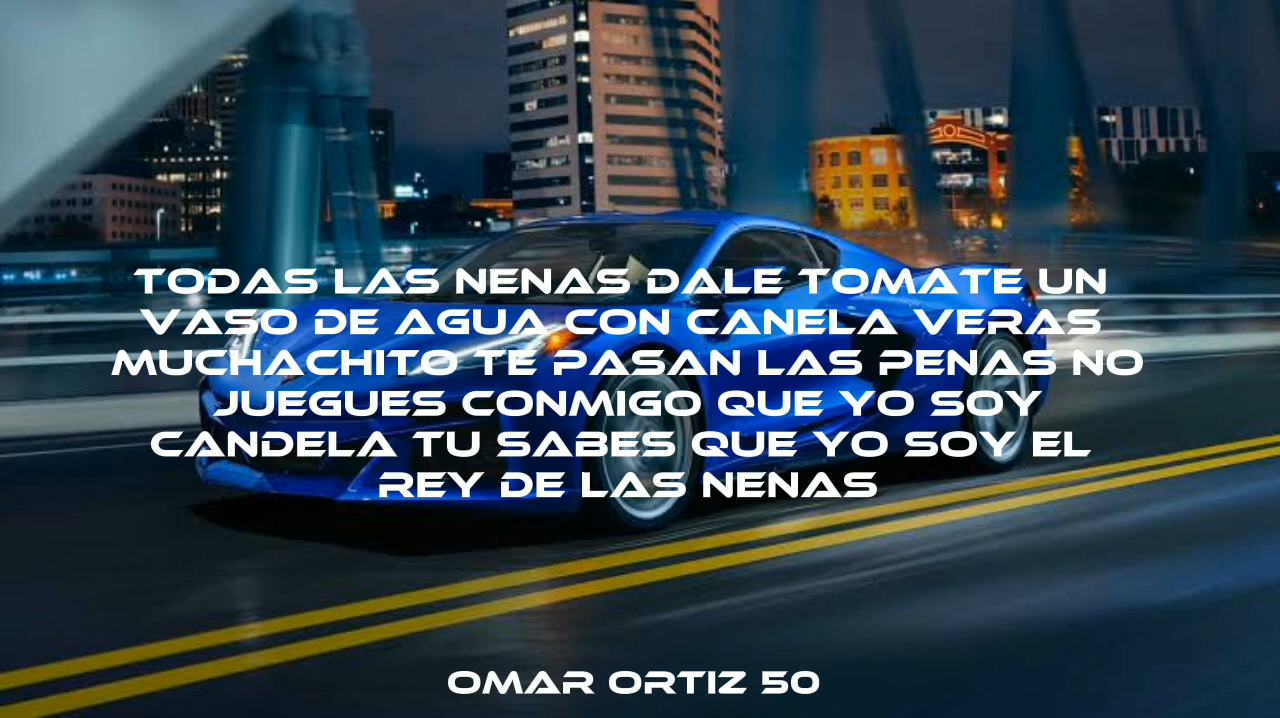 TODAS LAS NENAS DALE TOMATE UN
VASO DE AGUA CON CANELA VERAS
MUCHACHITO TE PASAN LAS PENAS NO
JUEGUES CONMIGO QUE YO SOY
CANDELA TU SABES QUE YO SOY EL
REY DE LAS NENAS
OMAR ORTIZ 50